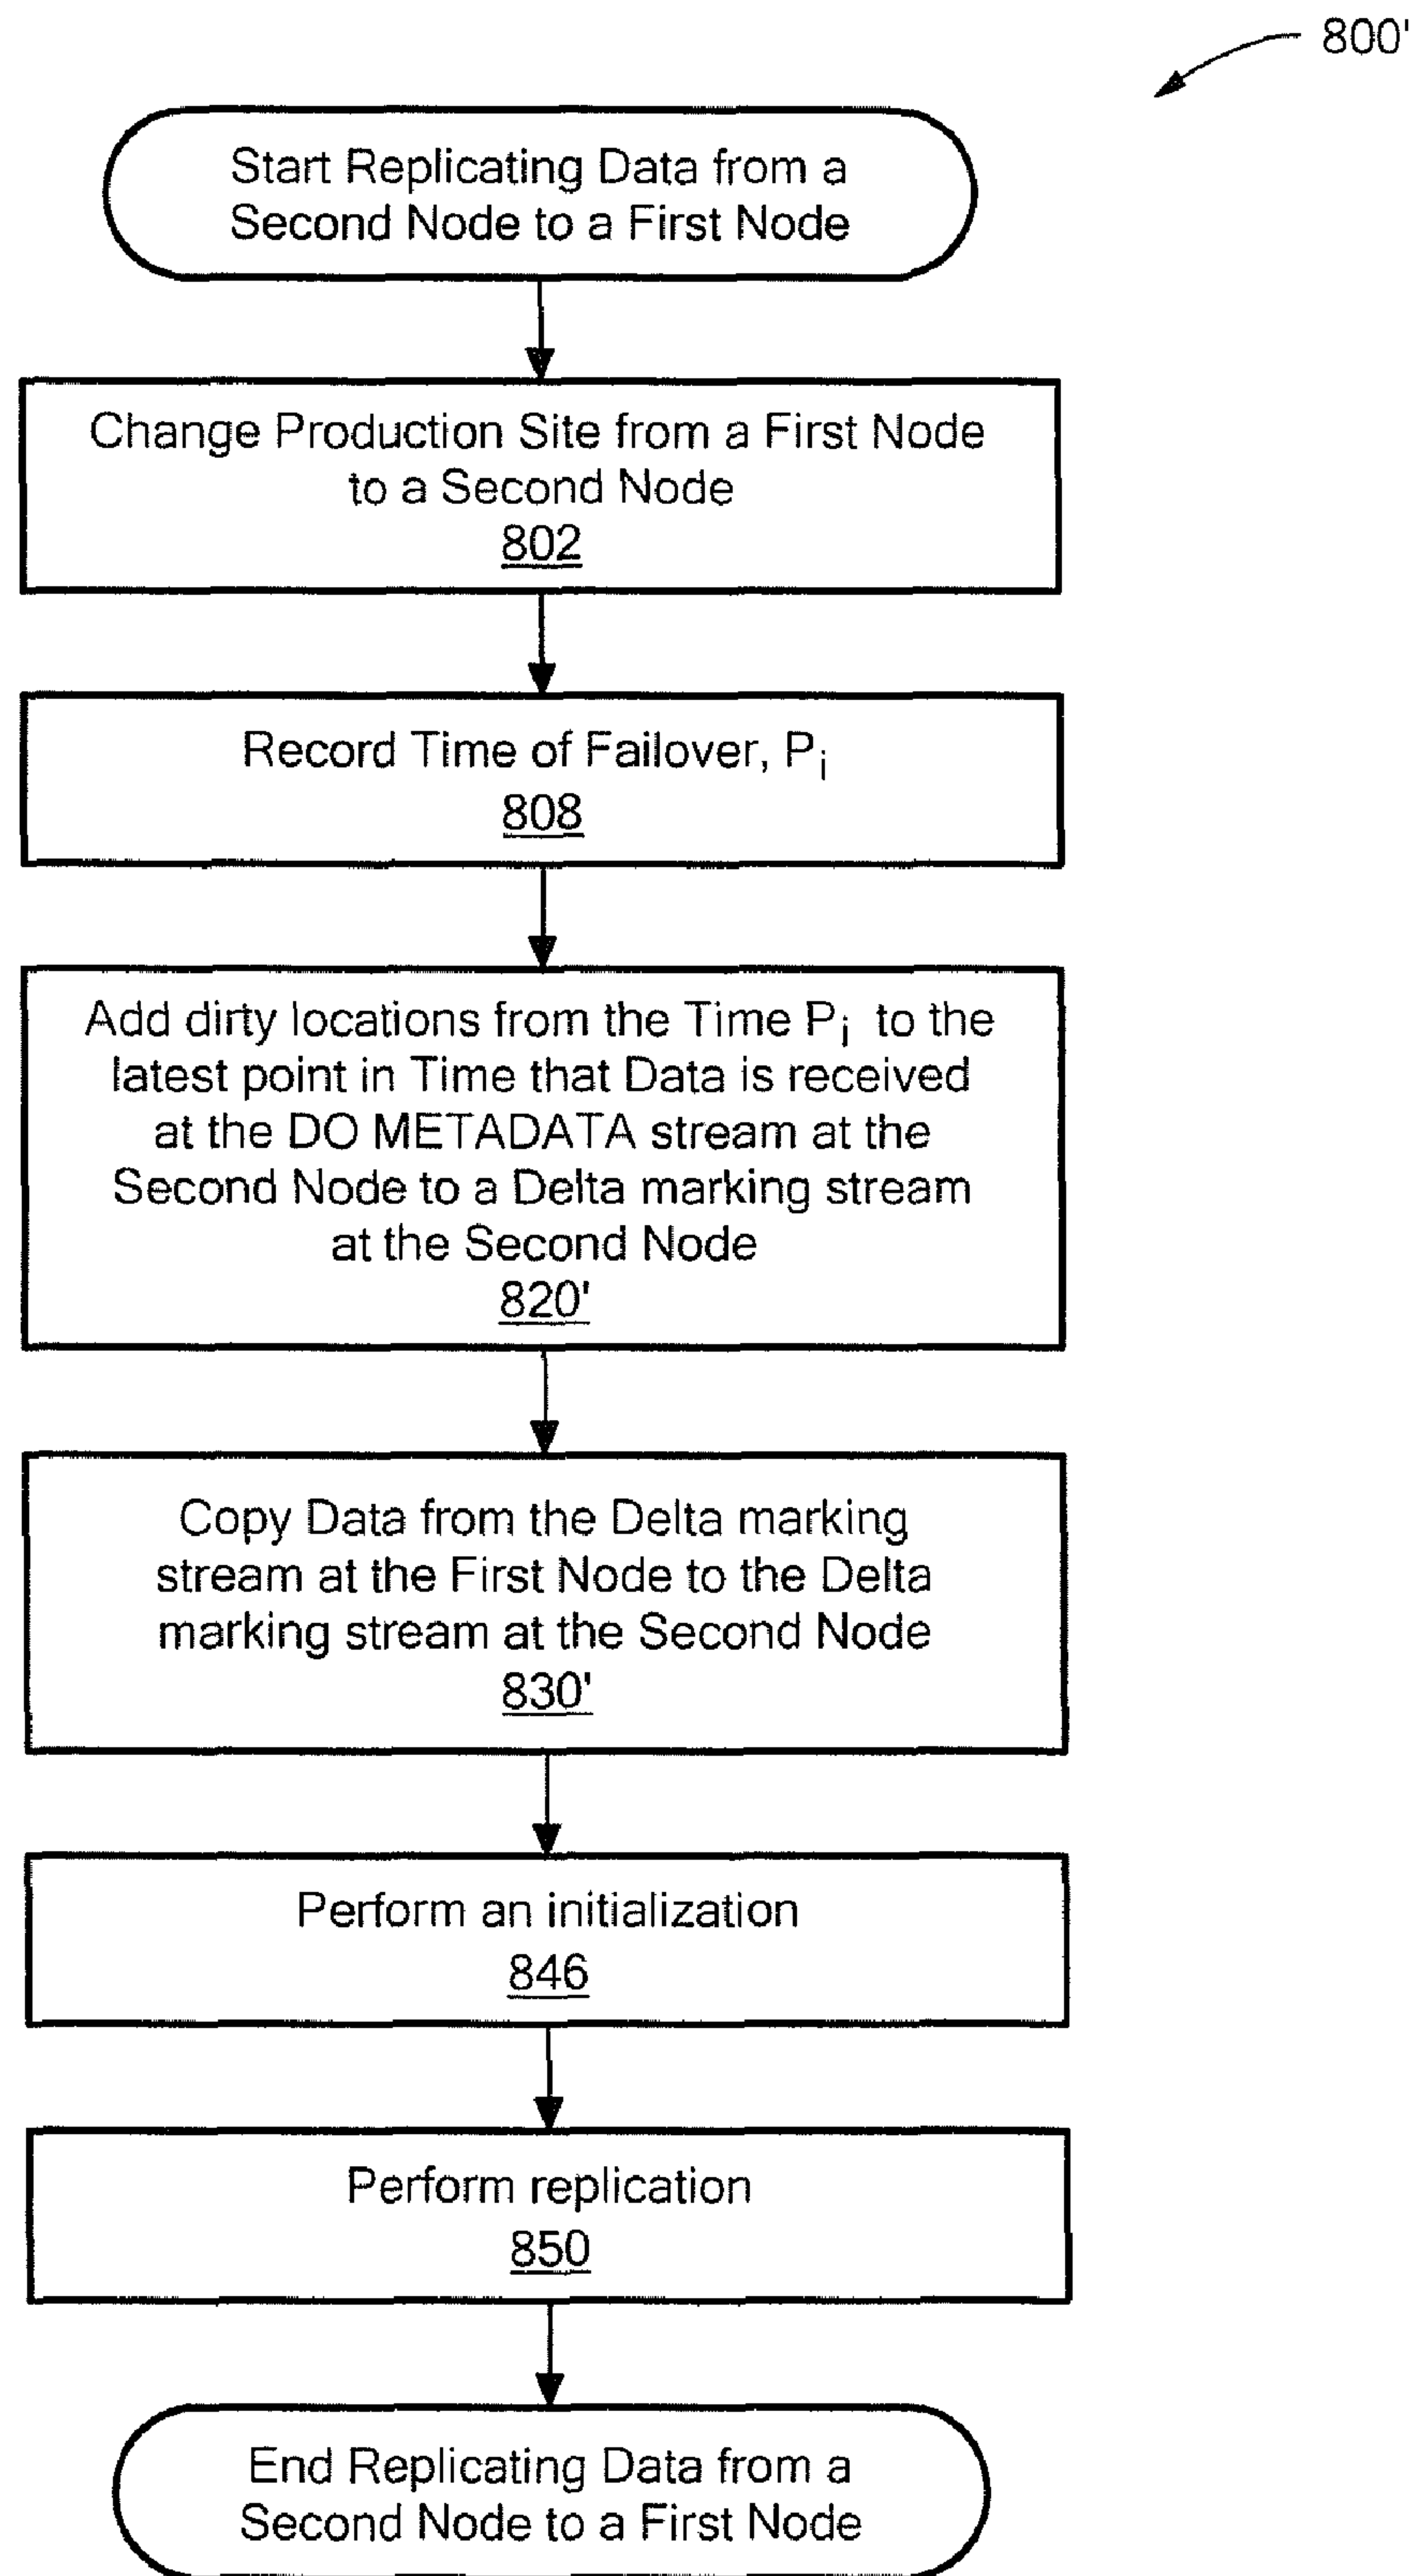 800'
Start Replicating Data from a
Second Node to a First Node
Change Production Site from a First Node
to a Second Node
802
Record Time of Failover, Pi
808
Add dirty locations from the Time Pi to the
latest point in Time that Data is received
at the DO METADATA stream at the
Second Node to a Delta marking stream
at the Second Node
820'
Copy Data from the Delta marking
stream at the First Node to the Delta
marking stream at the Second Node
830'
Perform an initialization
846
Perform replication
850
End Replicating Data from a
Second Node to a First Node